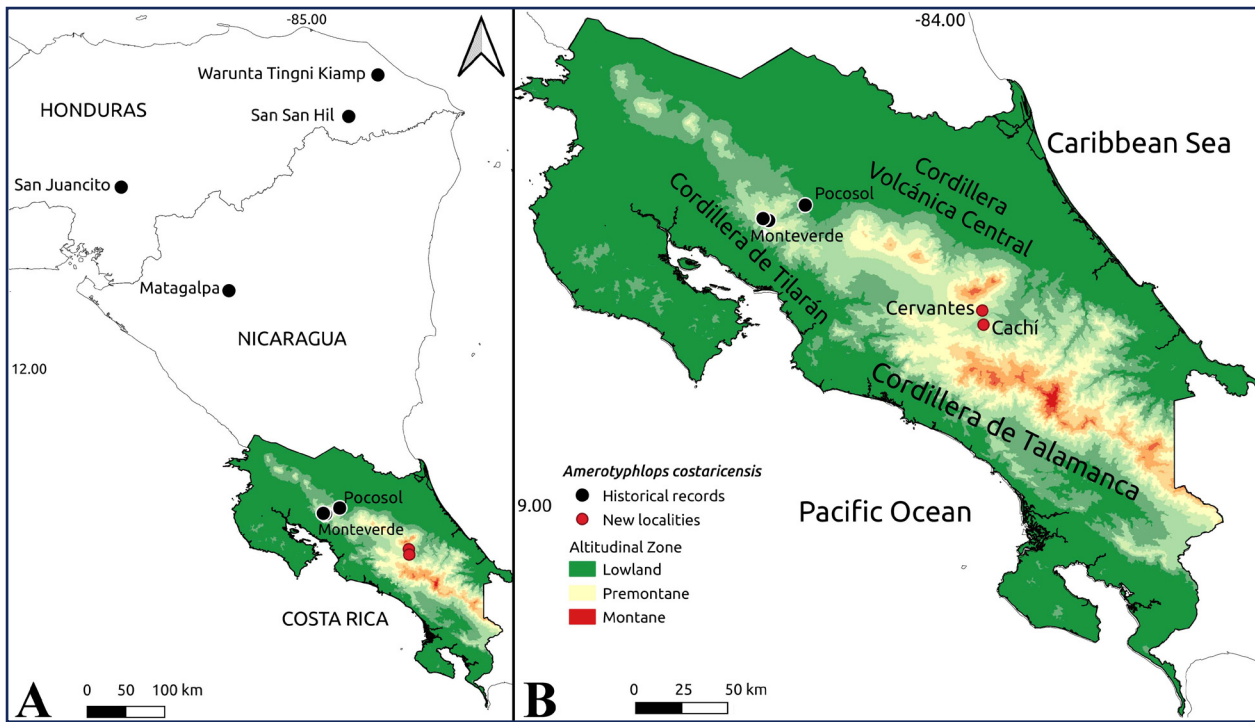 -85.00
Warunta Tingni Kiamp
HONDURAS
San San Hil
San Juancito
Matagalpa
NICARAGUA
12.00
Pocosol
Monteverde
COSTA RICA
A
0 50 100 km
-84.00
Caribbean Sea
Cordillera
Volcánica Central
Pocosol
Monteverde
Cordillera de Tilarán
Cervantes
Cachí
Cordillera de Talamanca
Amerotyphlops costaricensis
Historical records
New localities
9.00
Pacific Ocean
Altitudinal Zone
Lowland
Premontane
Montane
B
0 25 50 km